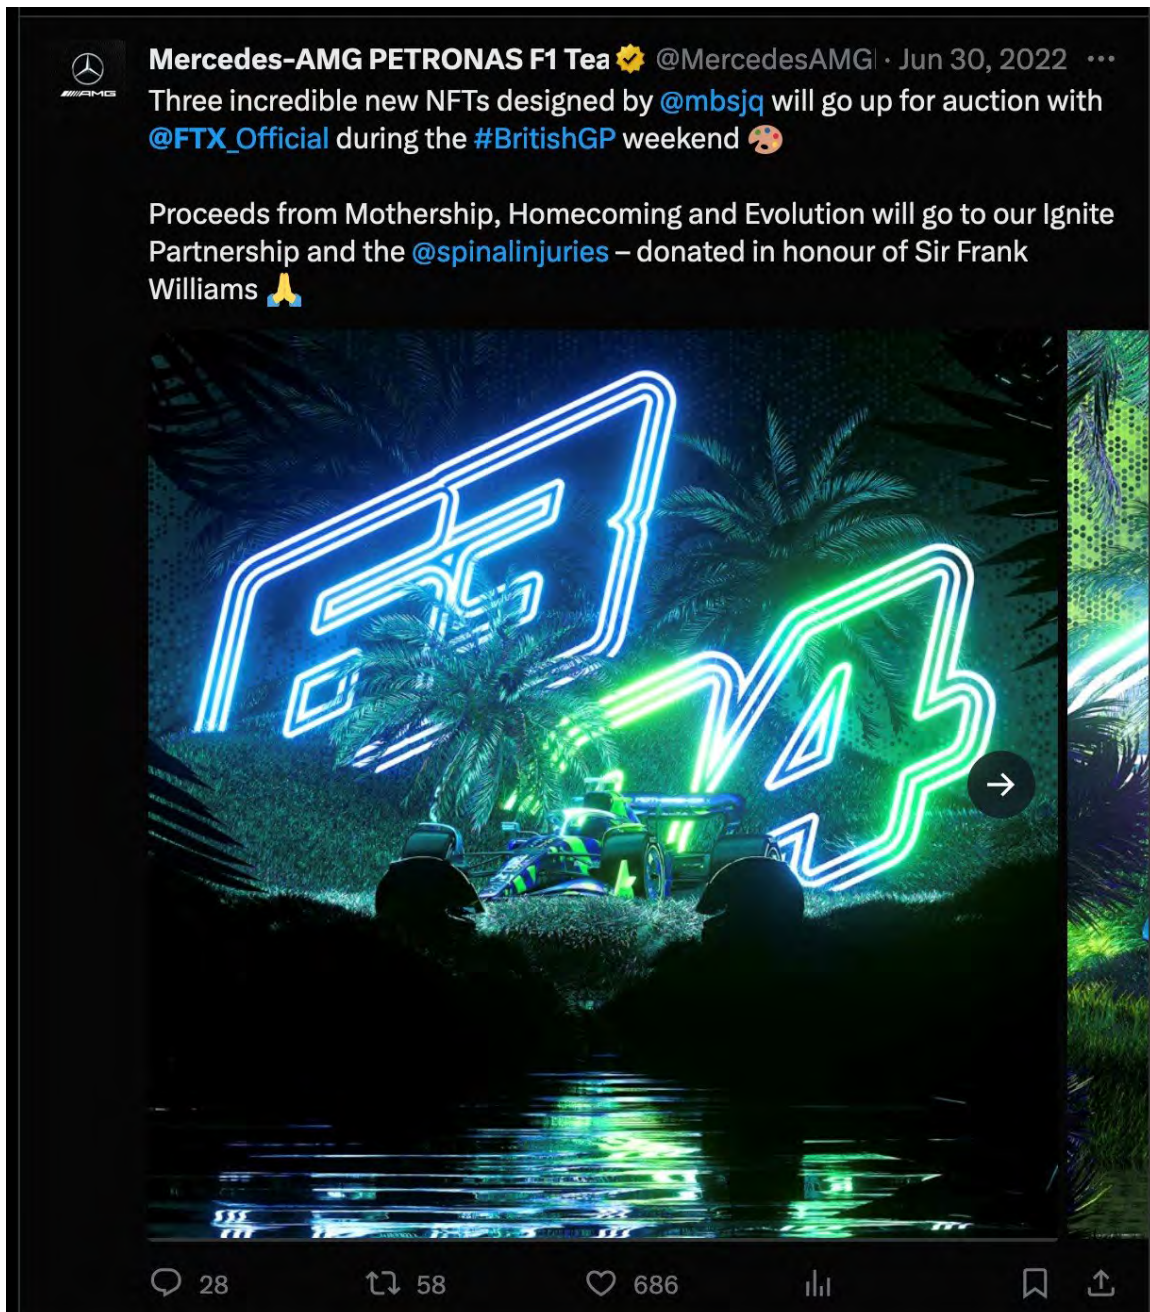 Mercedes-AMG PETRONAS F1 Tea @MercedesAMG · Jun 30, 2022 ···
AMG
Three incredible new NFTs designed by @mbsjq will go up for auction with
@FTX_Official during the #BritishGP weekend 🎨
Proceeds from Mothership, Homecoming and Evolution will go to our Ignite
Partnership and the @spinalinjuries – donated in honour of Sir Frank
Williams 🙏
28
58
686